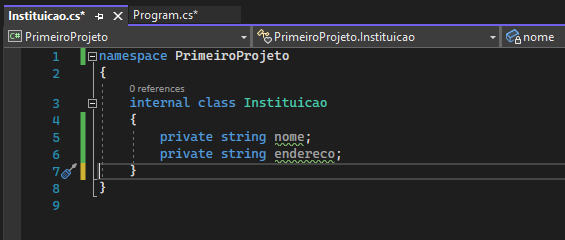 Instituicao.cs* Program.cs*
C# PrimeiroProjeto PrimeiroProjeto.Instituicao nome
1 namespace PrimeiroProjeto
2 {
0 references
3 internal class Instituicao
4 {
5 private string nome;
6 private string endereco;
7 }
8 }
9